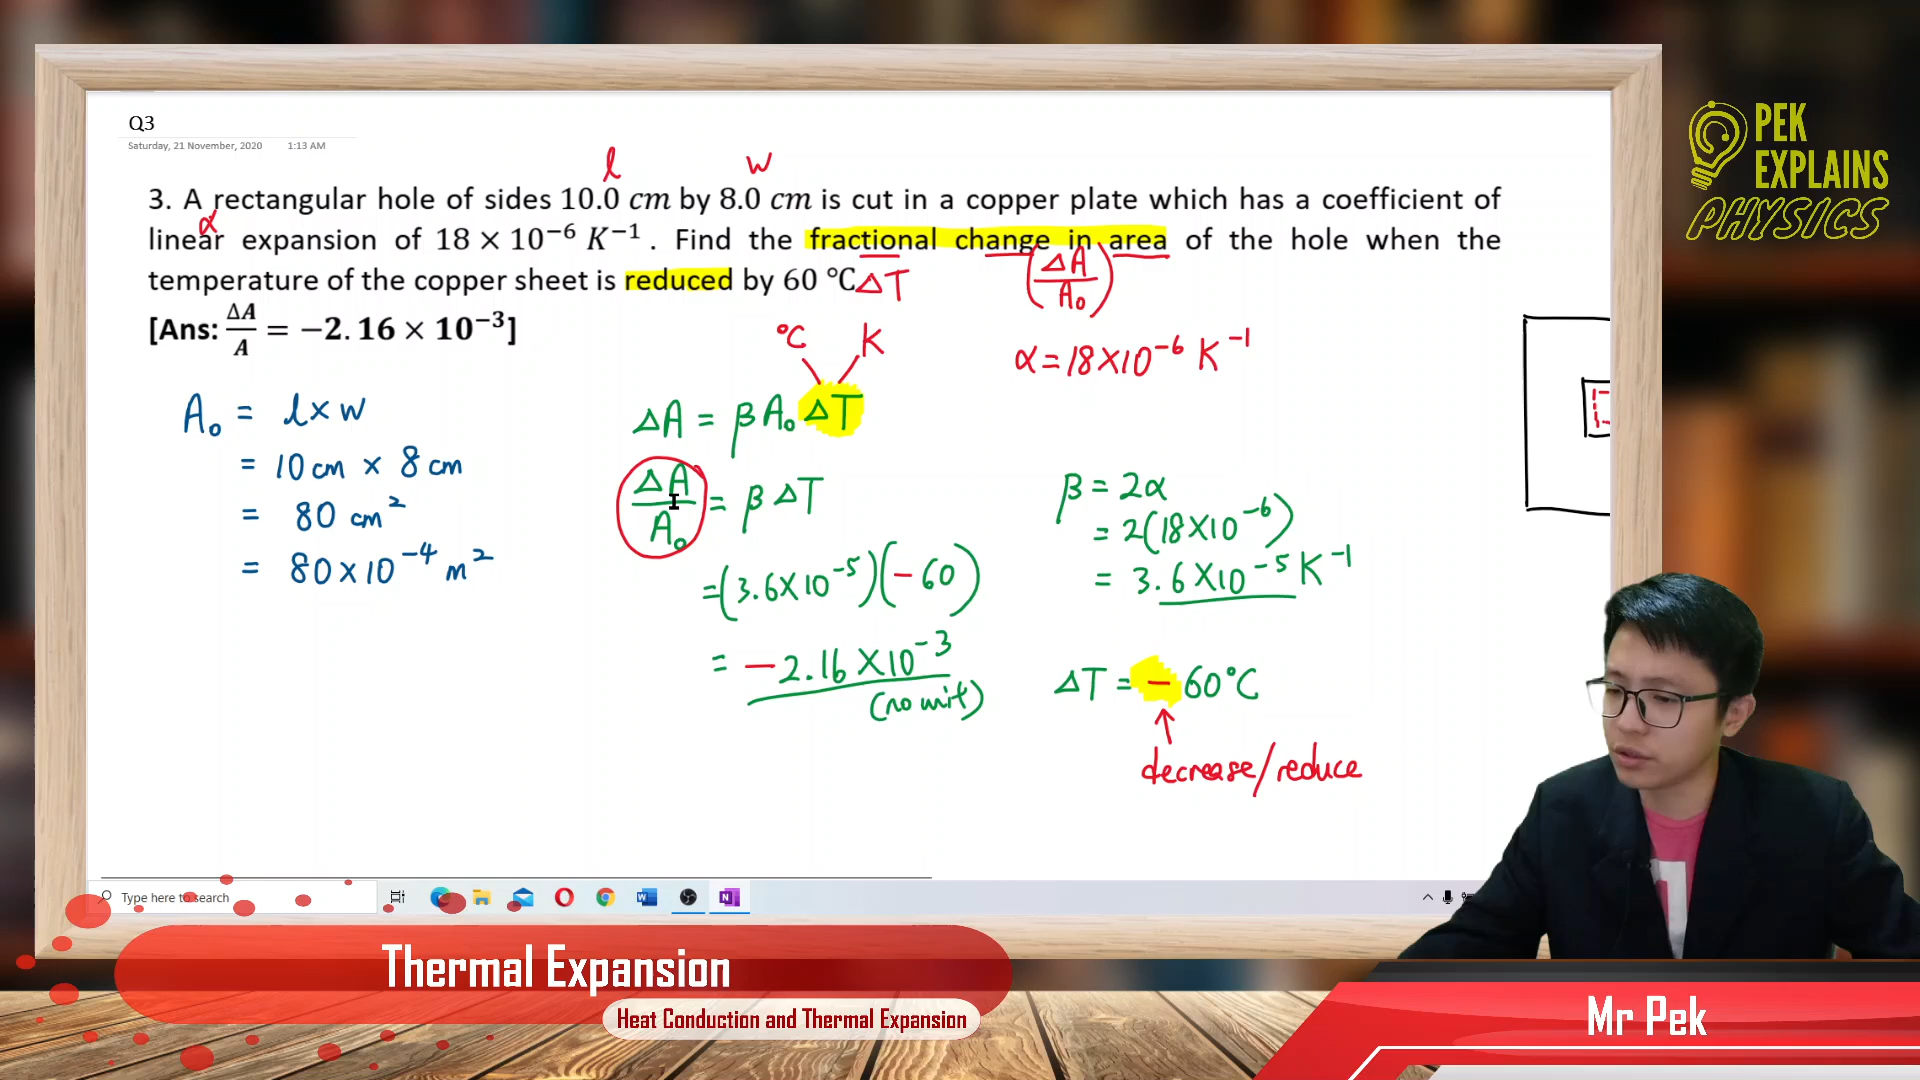 Q3
Saturday, 21 November, 2020 1:13 AM
l w
3. A rectangular hole of sides 10.0 cm by 8.0 cm is cut in a copper plate which has a coefficient of
α
linear expansion of 18 × 10⁻⁶ K⁻¹ . Find the fractional change in area of the hole when the
temperature of the copper sheet is reduced by 60 °C ΔT (ΔA/A₀)
[Ans: ΔA/A = −2.16 × 10⁻³]
°C K
α = 18×10⁻⁶ K⁻¹
A₀ = l × w
= 10 cm × 8 cm
= 80 cm²
= 80×10⁻⁴ m²
ΔA = βA₀ΔT
ΔA/A₀ = βΔT
=(3.6×10⁻⁵)(−60)
= −2.16×10⁻³
(no unit)
β = 2α
= 2(18×10⁻⁶)
= 3.6×10⁻⁵ K⁻¹
ΔT = −60°C
decrease/reduce
PEK
EXPLAINS
PHYSICS
Type here to search
Thermal Expansion
Heat Conduction and Thermal Expansion
Mr Pek